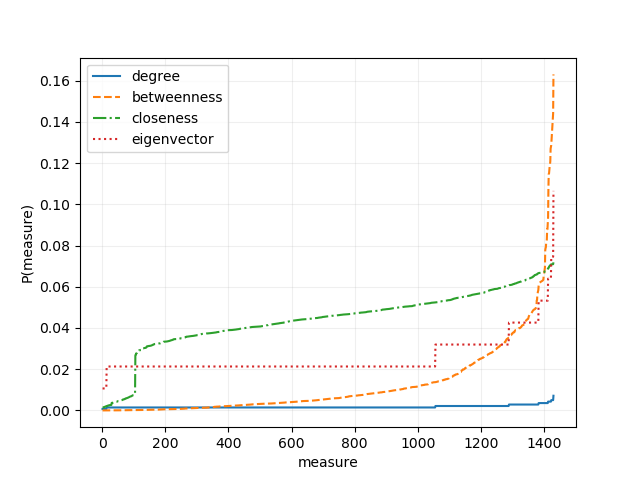 degree
betweenness
closeness
eigenvector
P(measure)
0.16
0.14
0.12
0.10
0.08
0.06
0.04
0.02
0.00
0 200 400 600 800 1000 1200 1400
measure